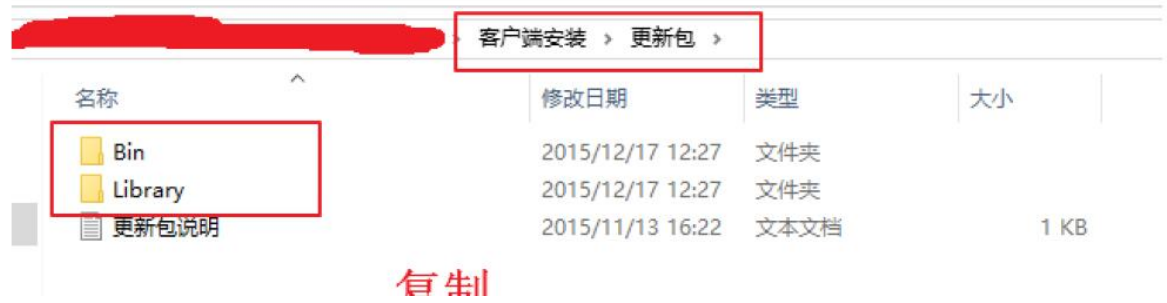 客户端安装 > 更新包 >
名称 修改日期 类型 大小
Bin 2015/12/17 12:27 文件夹
Library 2015/12/17 12:27 文件夹
更新包说明 2015/11/13 16:22 文本文档 1 KB
复制